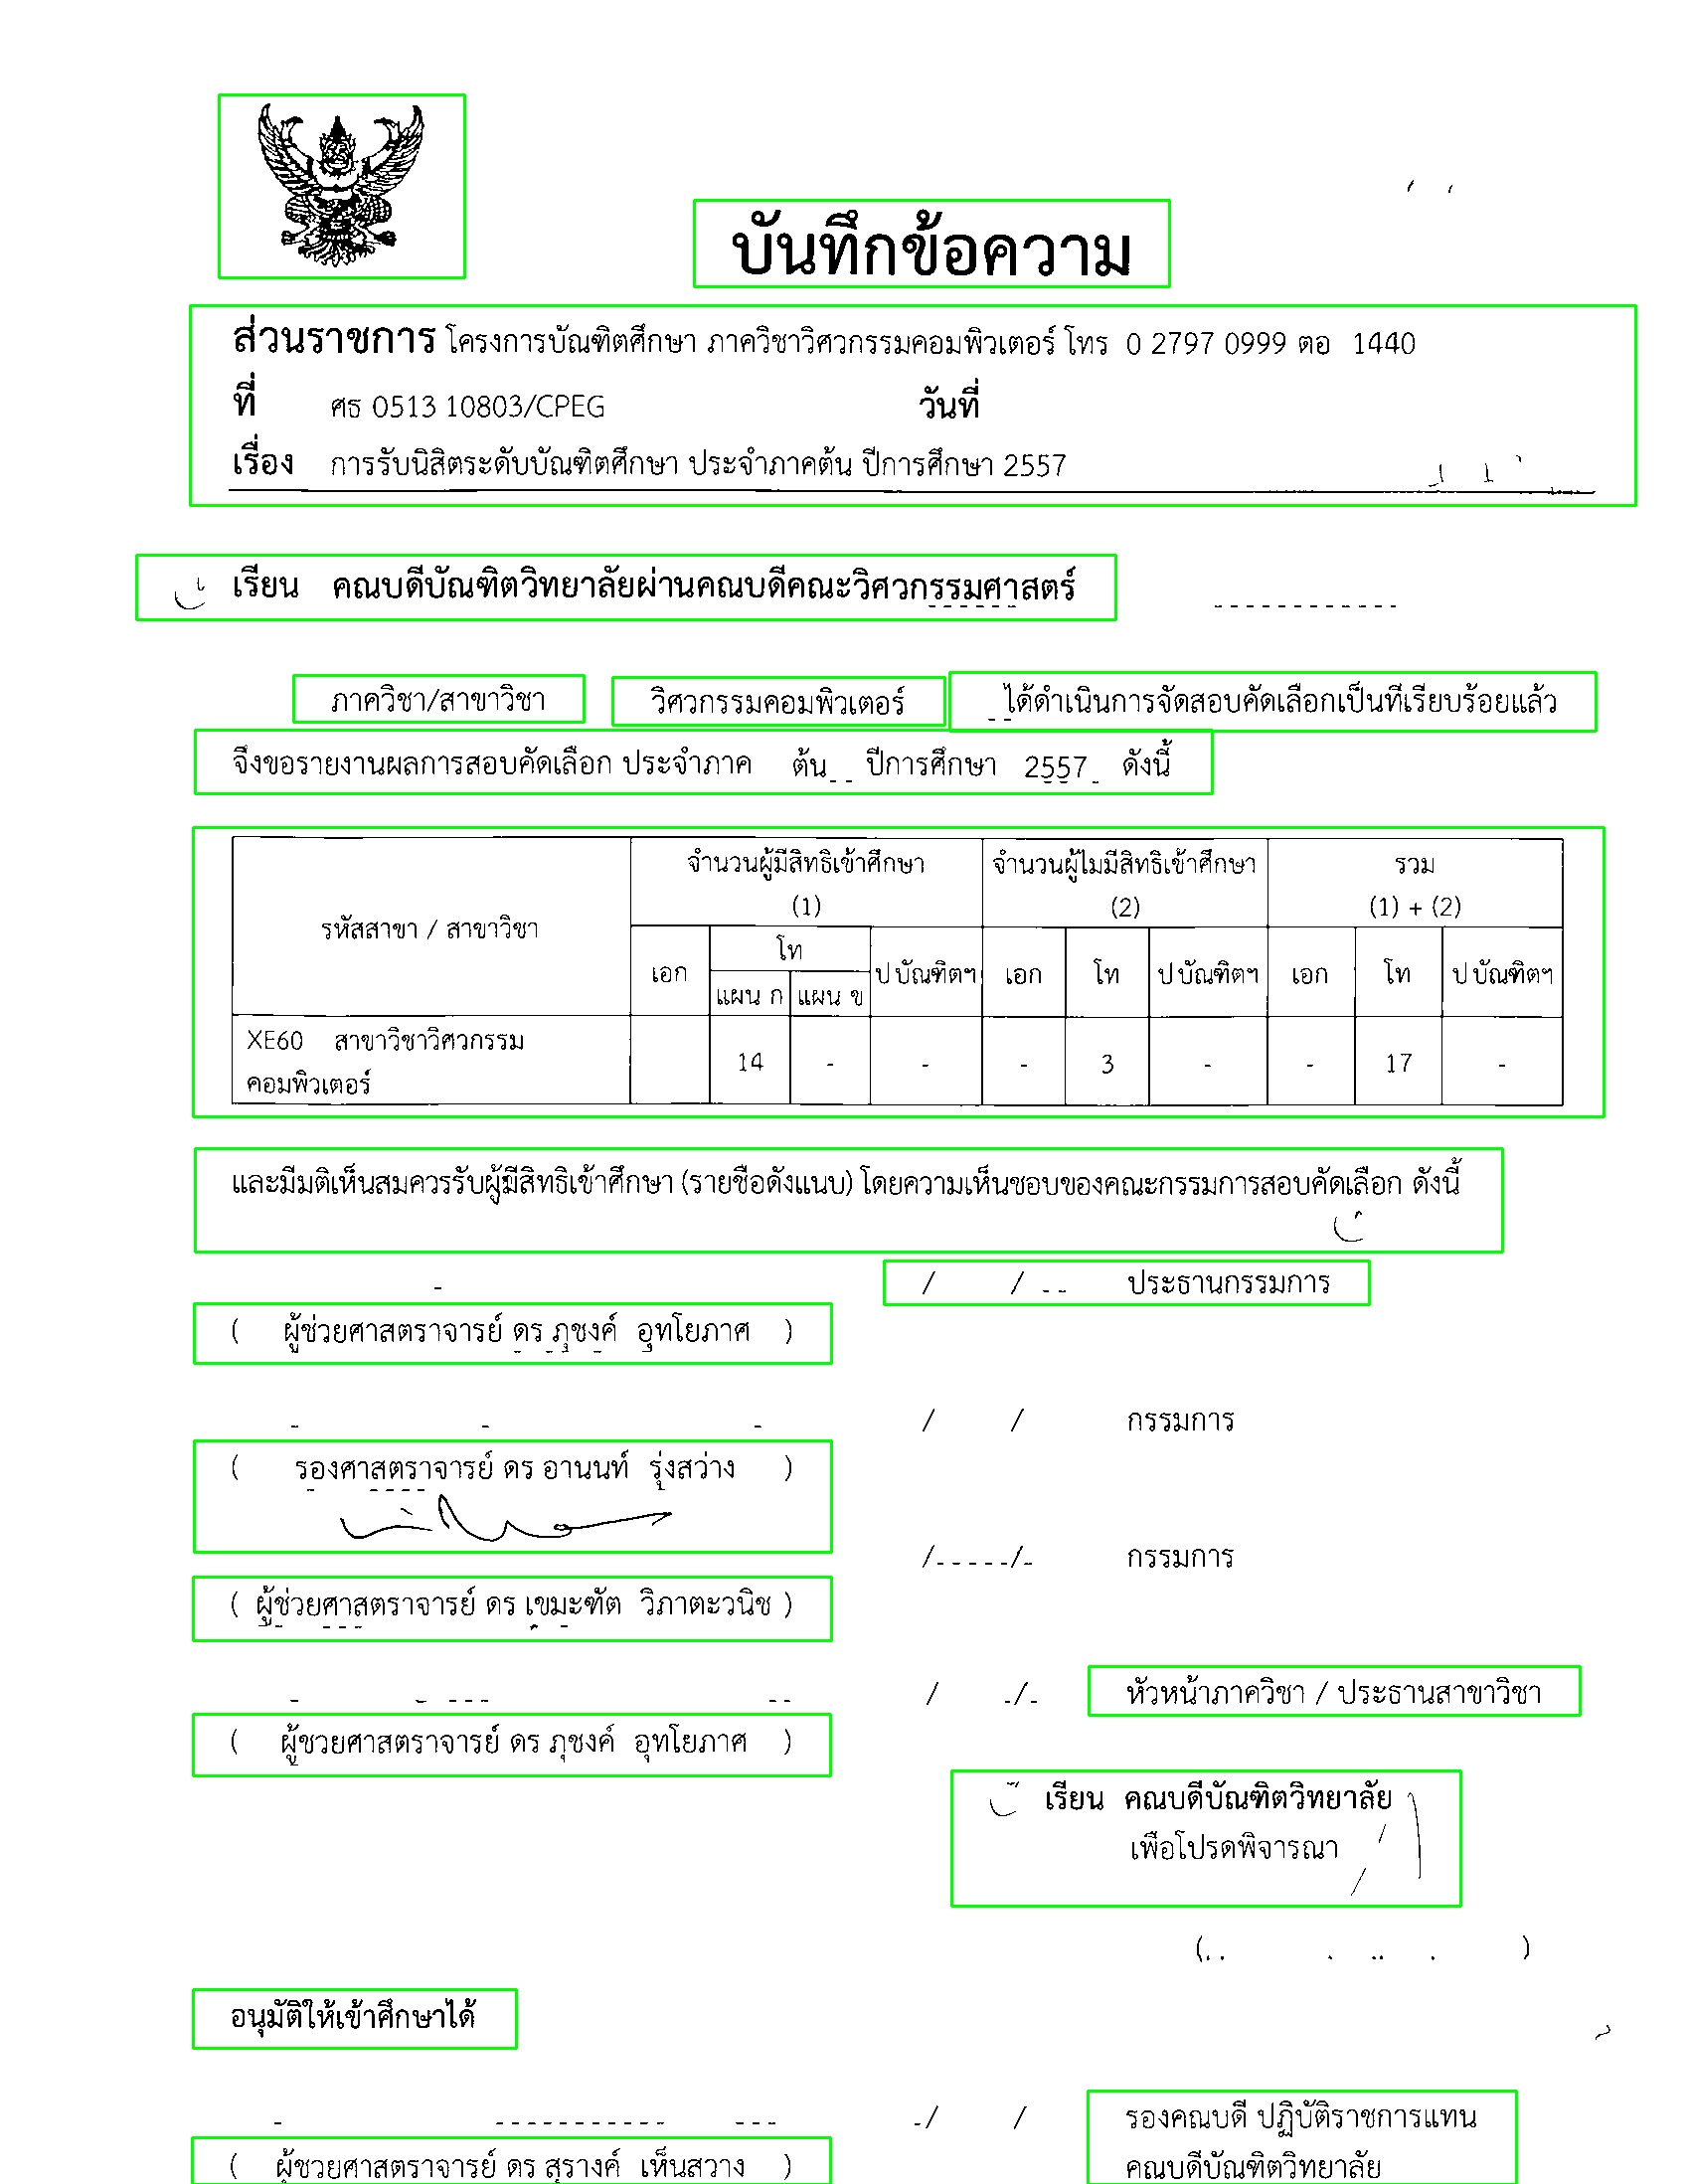 บันทึกข้อความ
ส่วนราชการ โครงการบัณฑิตศึกษา ภาควิชาวิศวกรรมคอมพิวเตอร์ โทร 0 2797 0999 ตอ 1440
ที่ ศธ 0513 10803/CPEG วันที่
เรื่อง การรับนิสิตระดับบัณฑิตศึกษา ประจำภาคต้น ปีการศึกษา 2557
เรียน คณบดีบัณฑิตวิทยาลัยผ่านคณบดีคณะวิศวกรรมศาสตร์
ภาควิชา/สาขาวิชา วิศวกรรมคอมพิวเตอร์ ได้ดำเนินการจัดสอบคัดเลือกเป็นทีเรียบร้อยแล้ว
จึงขอรายงานผลการสอบคัดเลือก ประจำภาค ต้น ปีการศึกษา 2557 ดังนี้
รหัสสาขา / สาขาวิชา จำนวนผู้มีสิทธิเข้าศึกษา จำนวนผู้ไมมีสิทธิเข้าศึกษา รวม
(1) (2) (1) + (2)
เอก โท ป บัณฑิตฯ เอก โท ป บัณฑิตฯ เอก โท ป บัณฑิตฯ
แผน ก แผน ข
XE60 สาขาวิชาวิศวกรรม
คอมพิวเตอร์ 14 - - - 3 - - 17 -
และมีมติเห็นสมควรรับผู้มีสิทธิเข้าศึกษา (รายชือดังแนบ) โดยความเห็นชอบของคณะกรรมการสอบคัดเลือก ดังนี้
/ / ประธานกรรมการ
( ผู้ช่วยศาสตราจารย์ ดร ภุชงค์ อุทโยภาศ )
/ / กรรมการ
( รองศาสตราจารย์ ดร อานนท์ รุ่งสว่าง )
/ / กรรมการ
( ผู้ช่วยศาสตราจารย์ ดร เขมะฑัต วิภาตะวนิช )
/ / หัวหน้าภาควิชา / ประธานสาขาวิชา
( ผู้ชวยศาสตราจารย์ ดร ภุชงค์ อุทโยภาศ )
เรียน คณบดีบัณฑิตวิทยาลัย
เพือโปรดพิจารณา
( )
อนุมัติให้เข้าศึกษาได้
/ / รองคณบดี ปฏิบัติราชการแทน
( ผู้ชวยศาสตราจารย์ ดร สุรางค์ เห็นสวาง ) คณบดีบัณฑิตวิทยาลัย